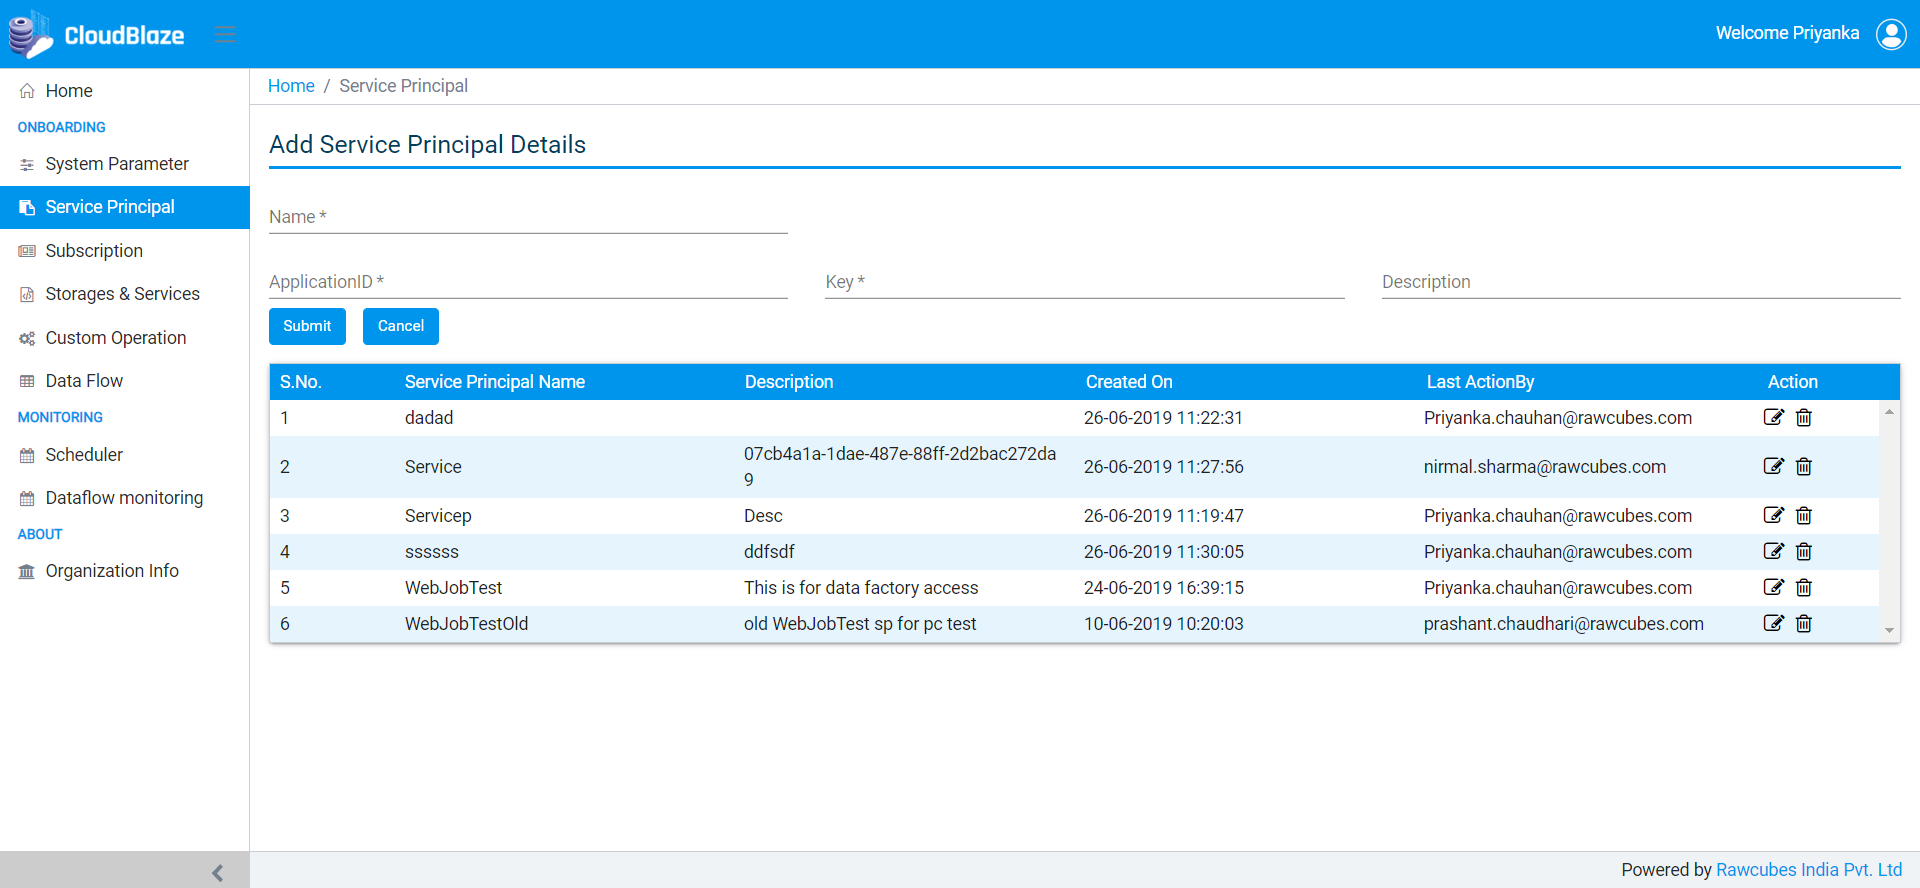 CloudBlaze
Welcome Priyanka
Home
ONBOARDING
System Parameter
Service Principal
Subscription
Storages & Services
Custom Operation
Data Flow
MONITORING
Scheduler
Dataflow monitoring
ABOUT
Organization Info
Home / Service Principal
Add Service Principal Details
Name *
ApplicationID * Key * Description
Submit Cancel
S.No. Service Principal Name Description Created On Last ActionBy Action
1 dadad 26-06-2019 11:22:31 Priyanka.chauhan@rawcubes.com
2 Service 07cb4a1a-1dae-487e-88ff-2d2bac272da 26-06-2019 11:27:56 nirmal.sharma@rawcubes.com
9
3 Servicep Desc 26-06-2019 11:19:47 Priyanka.chauhan@rawcubes.com
4 ssssss ddfsdf 26-06-2019 11:30:05 Priyanka.chauhan@rawcubes.com
5 WebJobTest This is for data factory access 24-06-2019 16:39:15 Priyanka.chauhan@rawcubes.com
6 WebJobTestOld old WebJobTest sp for pc test 10-06-2019 10:20:03 prashant.chaudhari@rawcubes.com
Powered by Rawcubes India Pvt. Ltd